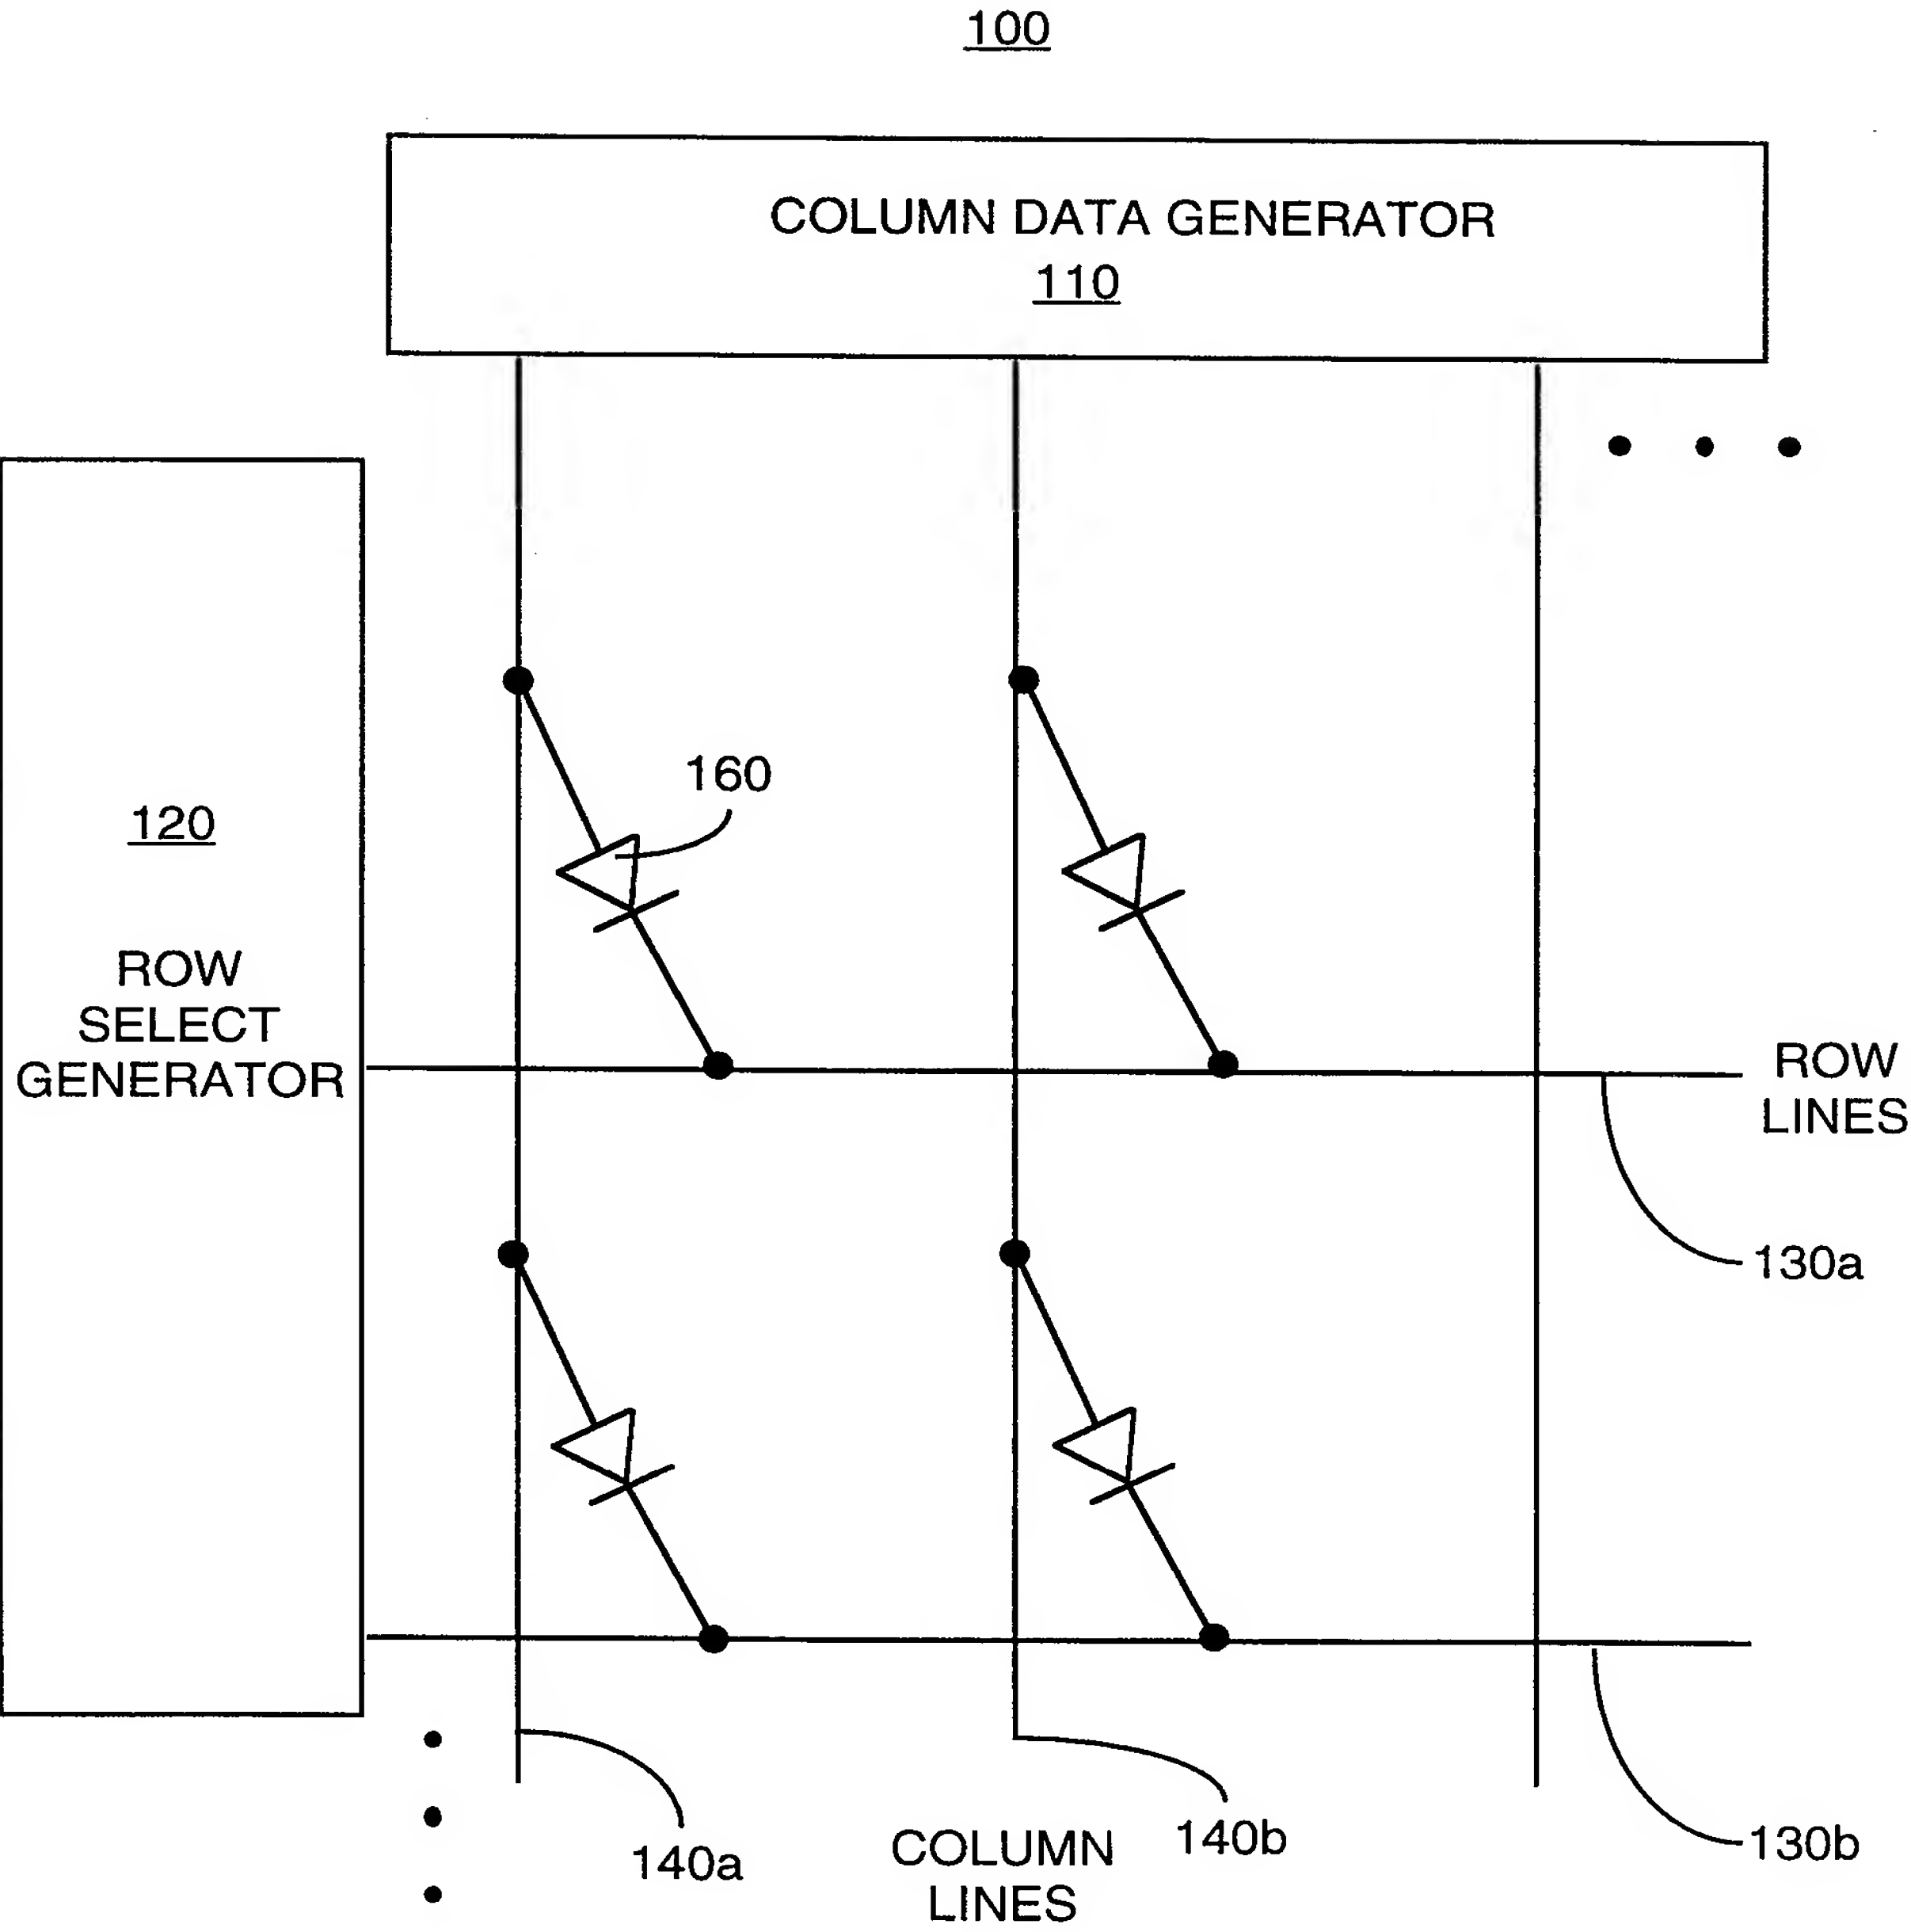 100
COLUMN DATA GENERATOR
110
160
120
ROW
SELECT
GENERATOR
ROW
LINES
130a
140a
COLUMN
LINES
140b
130b